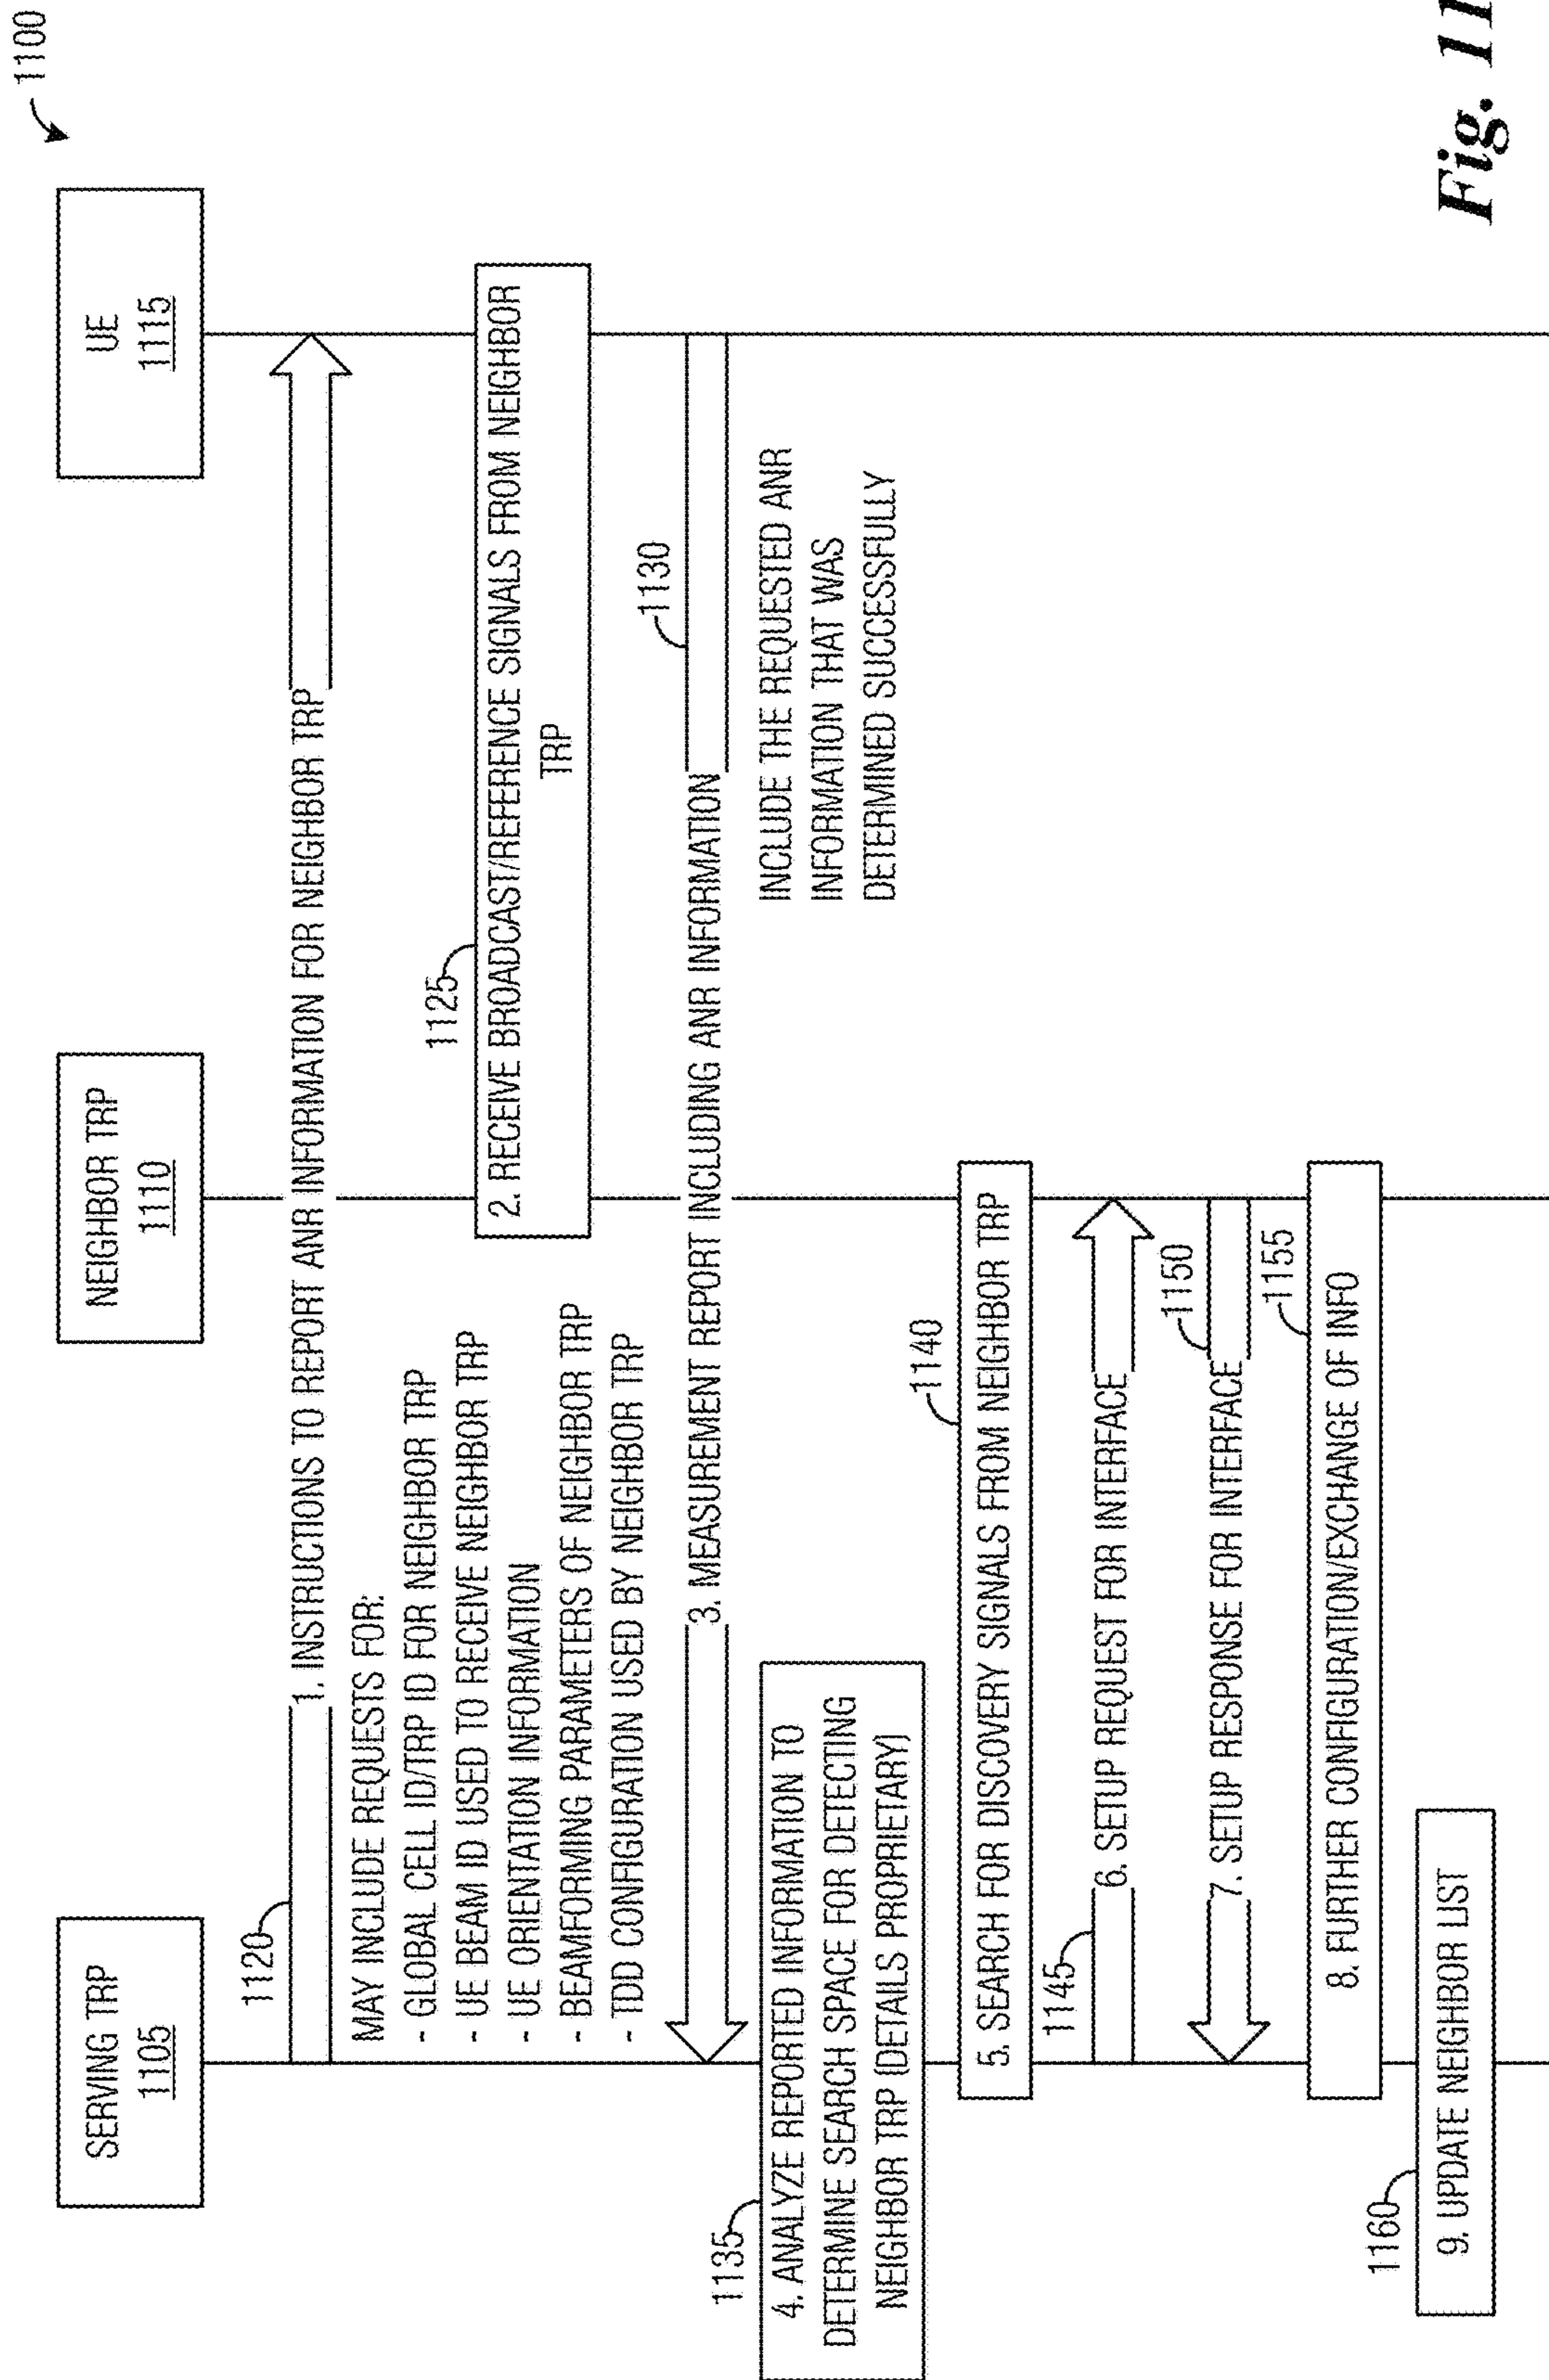 1100
SERVING TRP
1105
NEIGHBOR TRP
1110
UE
1115
1120
1. INSTRUCTIONS TO REPORT ANR INFORMATION FOR NEIGHBOR TRP
MAY INCLUDE REQUESTS FOR:
- GLOBAL CELL ID/TRP ID FOR NEIGHBOR TRP
- UE BEAM ID USED TO RECEIVE NEIGHBOR TRP
- UE ORIENTATION INFORMATION
- BEAMFORMING PARAMETERS OF NEIGHBOR TRP
- TDD CONFIGURATION USED BY NEIGHBOR TRP
1125
2. RECEIVE BROADCAST/REFERENCE SIGNALS FROM NEIGHBOR
TRP
1130
3. MEASUREMENT REPORT INCLUDING ANR INFORMATION
INCLUDE THE REQUESTED ANR
INFORMATION THAT WAS
DETERMINED SUCCESSFULLY
1135
4. ANALYZE REPORTED INFORMATION TO
DETERMINE SEARCH SPACE FOR DETECTING
NEIGHBOR TRP (DETAILS PROPRIETARY)
1140
5. SEARCH FOR DISCOVERY SIGNALS FROM NEIGHBOR TRP
1145
6. SETUP REQUEST FOR INTERFACE
1150
7. SETUP RESPONSE FOR INTERFACE
1155
8. FURTHER CONFIGURATION/EXCHANGE OF INFO
1160
9. UPDATE NEIGHBOR LIST
Fig. 11